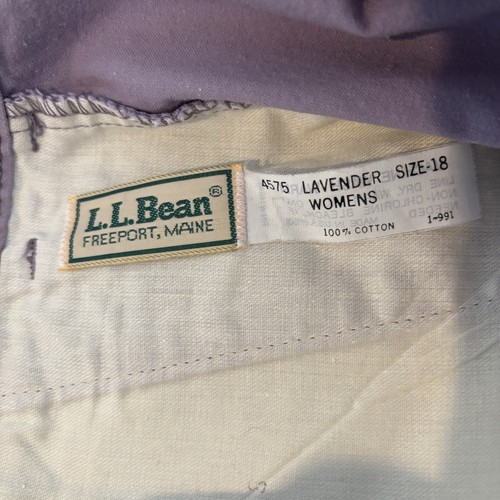 L.L.Bean®
FREEPORT, MAINE
4575 LAVENDER SIZE-18
WOMENS
100% COTTON 1-991